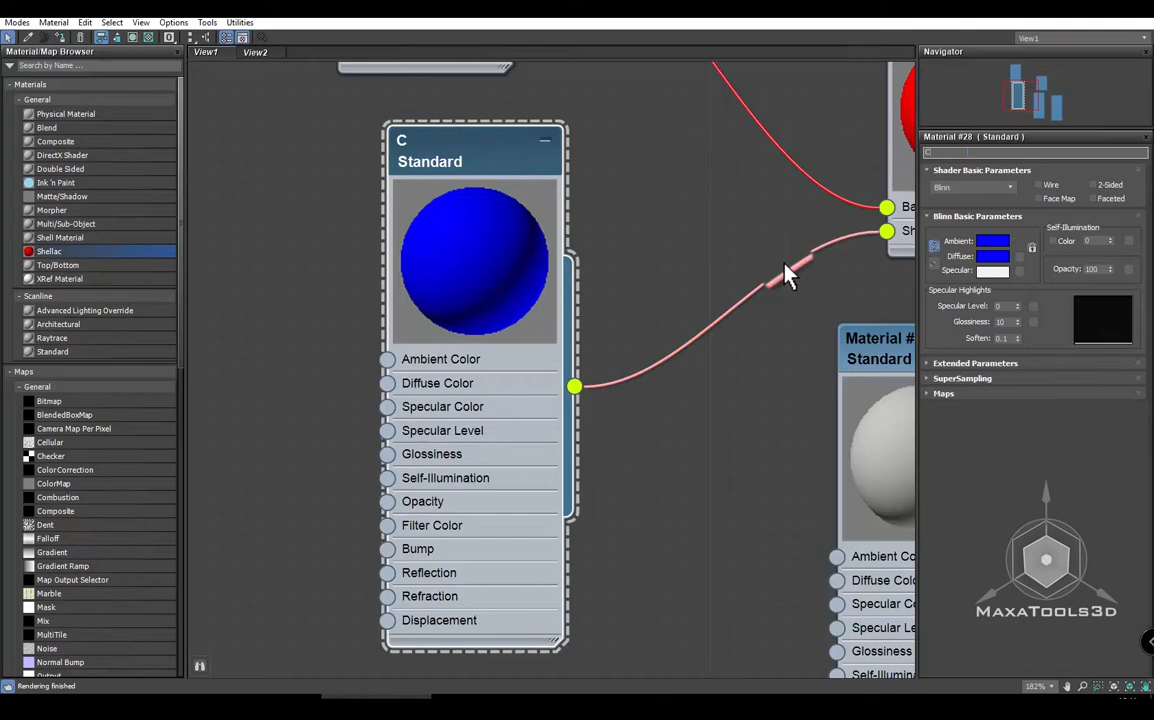 Modes Material Edit Select View Options Tools Utilities
Material/Map Browser
Search by Name ...
- Materials
- General
Physical Material
Blend
Composite
DirectX Shader
Double Sided
Ink 'n Paint
Matte/Shadow
Morpher
Multi/Sub-Object
Shell Material
Shellac
Top/Bottom
XRef Material
- Scanline
Advanced Lighting Override
Architectural
Raytrace
Standard
- Maps
- General
Bitmap
BlendedBoxMap
Camera Map Per Pixel
Cellular
Checker
ColorCorrection
ColorMap
Combustion
Composite
Dent
Falloff
Gradient
Gradient Ramp
Map Output Selector
Marble
Mask
Mix
MultiTile
Noise
Normal Bump
Output
Rendering finished
View1 View2
View1
C
Standard
Ambient Color
Diffuse Color
Specular Color
Specular Level
Glossiness
Self-Illumination
Opacity
Filter Color
Bump
Reflection
Refraction
Displacement
Ba
Sh
Material #
Standard
Ambient Co
Diffuse Colo
Specular Co
Specular Le
Glossiness
Self-Illumin
Navigator
Material #28 ( Standard )
C
Shader Basic Parameters
Blinn
Wire 2-Sided
Face Map Faceted
Blinn Basic Parameters
Self-Illumination
Ambient: Color 0
Diffuse:
Specular: Opacity: 100
Specular Highlights
Specular Level: 0
Glossiness: 10
Soften: 0.1
Extended Parameters
SuperSampling
Maps
MAXATOOLS3D
182%